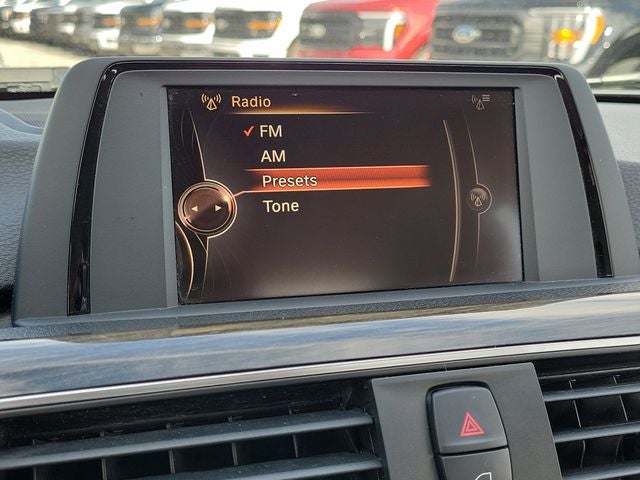 Radio
FM
AM
Presets
Tone